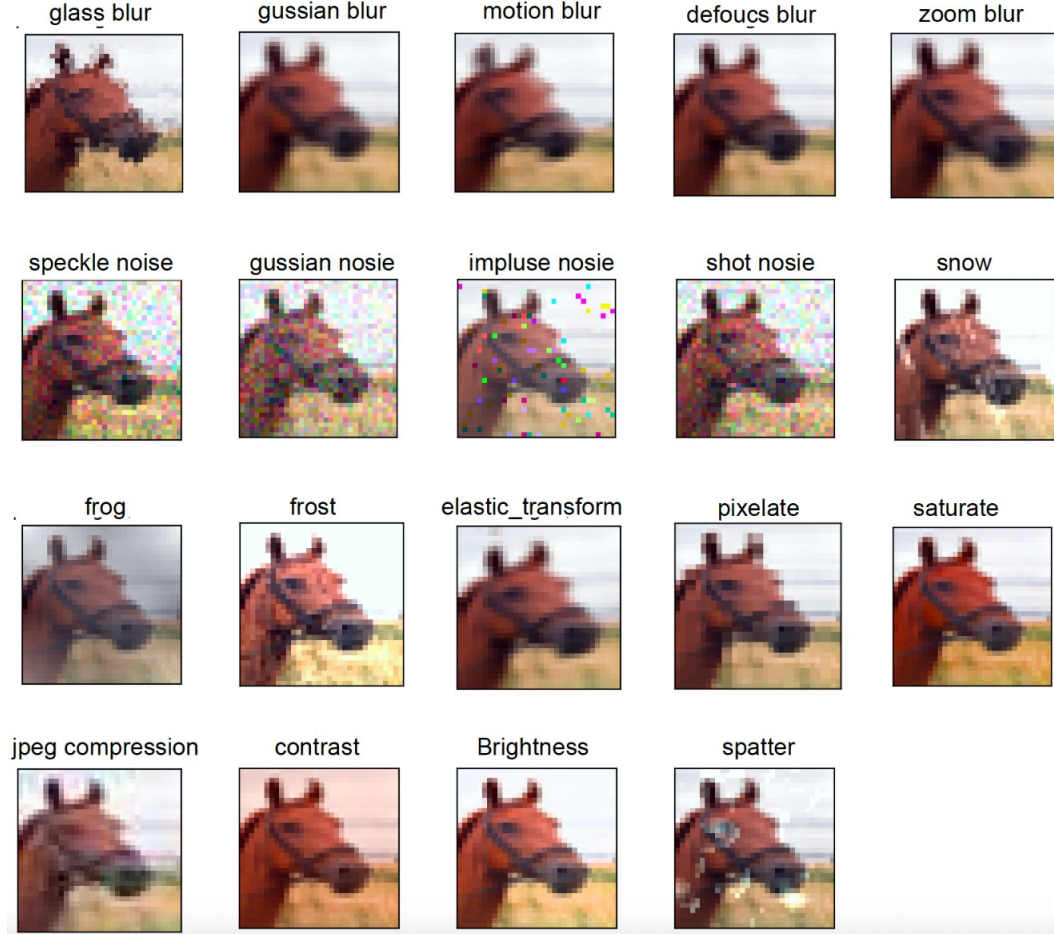 glass blur
gussian blur
motion blur
defougs blur
zoom blur
speckle noise
gussian nosie
impluse nosie
shot nosie
snow
frog
frost
elastic_transform
pixelate
saturate
jpeg compression
contrast
Brightness
spatter